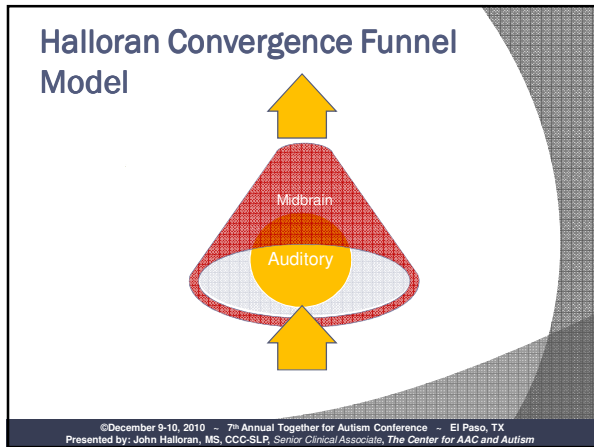 Halloran Convergence Funnel
Model
Midbrain
Auditory
©December 9-10, 2010 ~ 7th Annual Together for Autism Conference ~ El Paso, TX
Presented by: John Halloran, MS, CCC-SLP, Senior Clinical Associate, The Center for AAC and Autism